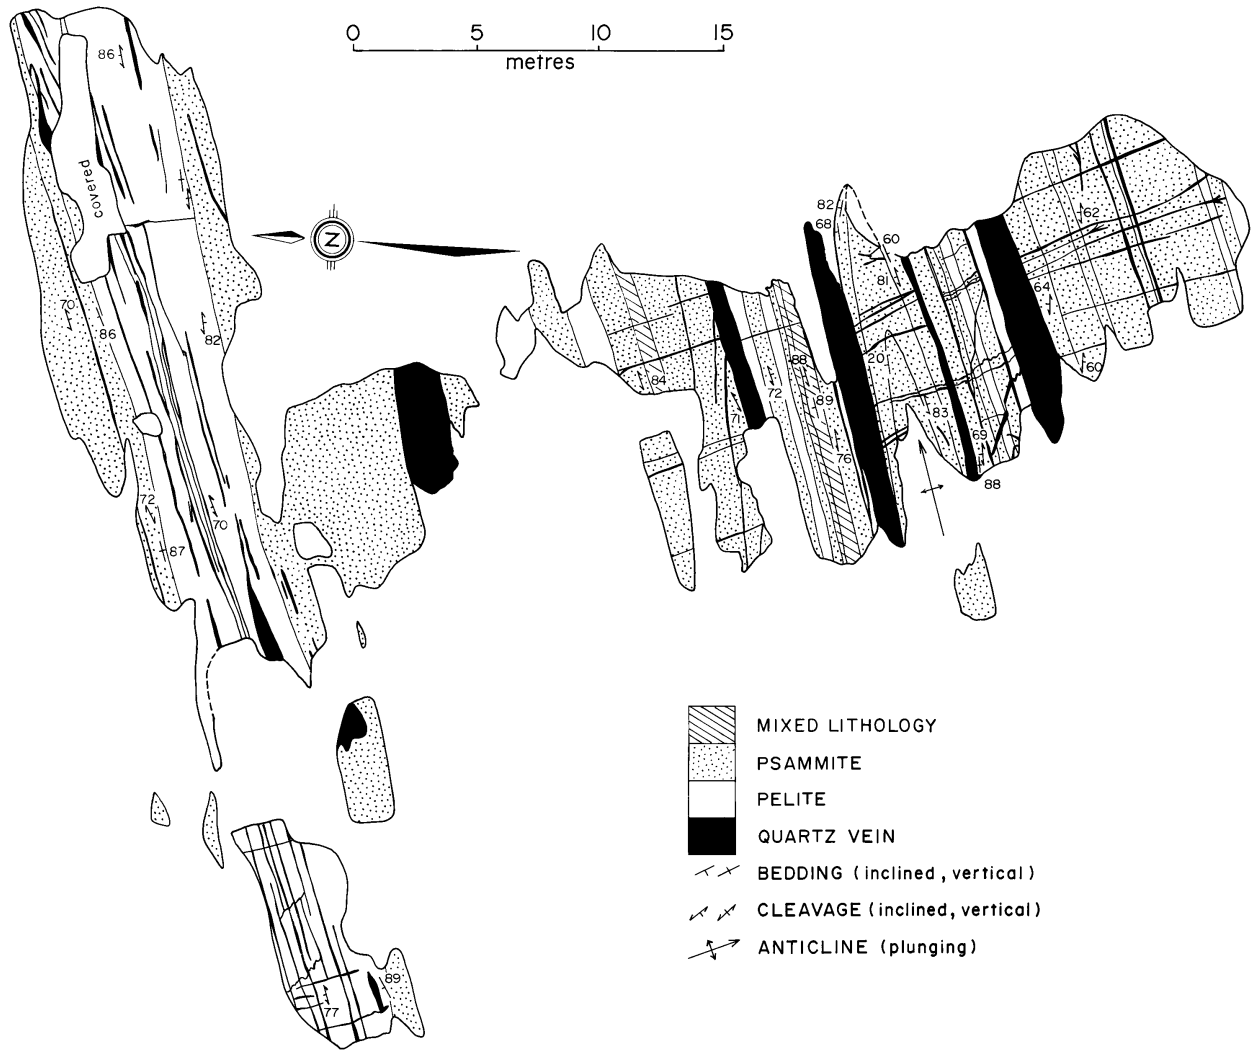 0 5 10 15
metres
86
covered
N
82
68
60
62
81
70
86
82
64
20
88
84
72
89
60
71
83
76
69
88
72
70
87
MIXED LITHOLOGY
PSAMMITE
PELITE
QUARTZ VEIN
BEDDING (inclined, vertical)
CLEAVAGE (inclined, vertical)
ANTICLINE (plunging)
89
77